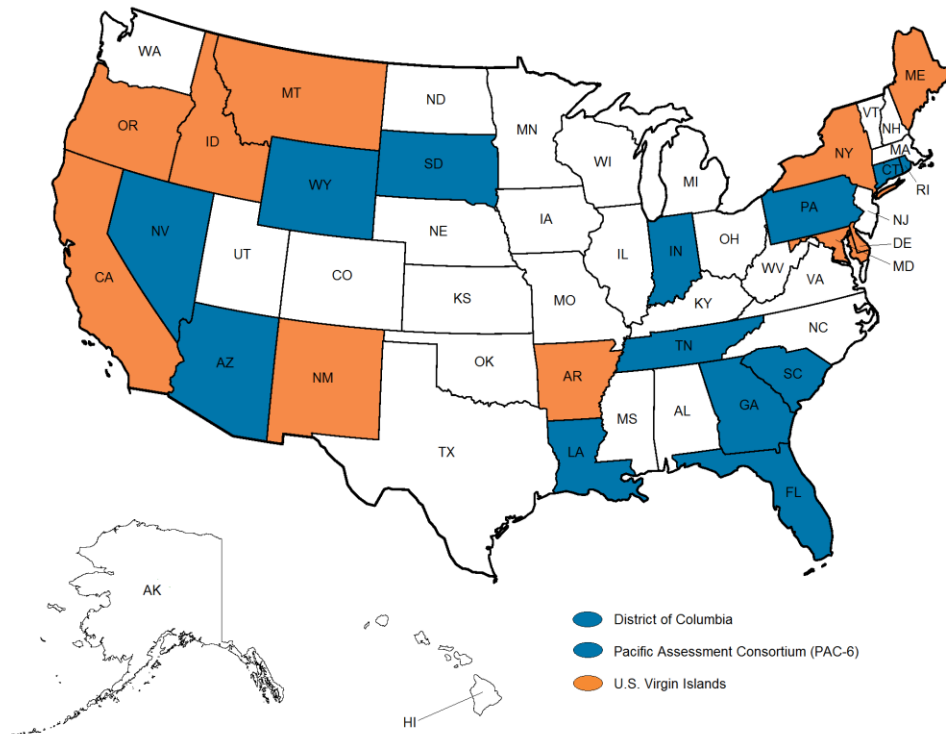 WA
MT
ND
MN
ME
VT
NH
OR
ID
WY
SD
WI
MI
NY
MA
CT
RI
NV
UT
CO
NE
IA
IL
IN
OH
PA
NJ
DE
MD
WV
VA
CA
KS
MO
KY
NC
AZ
NM
OK
AR
TN
SC
TX
LA
MS
AL
GA
FL
AK
HI
District of Columbia
Pacific Assessment Consortium (PAC-6)
U.S. Virgin Islands